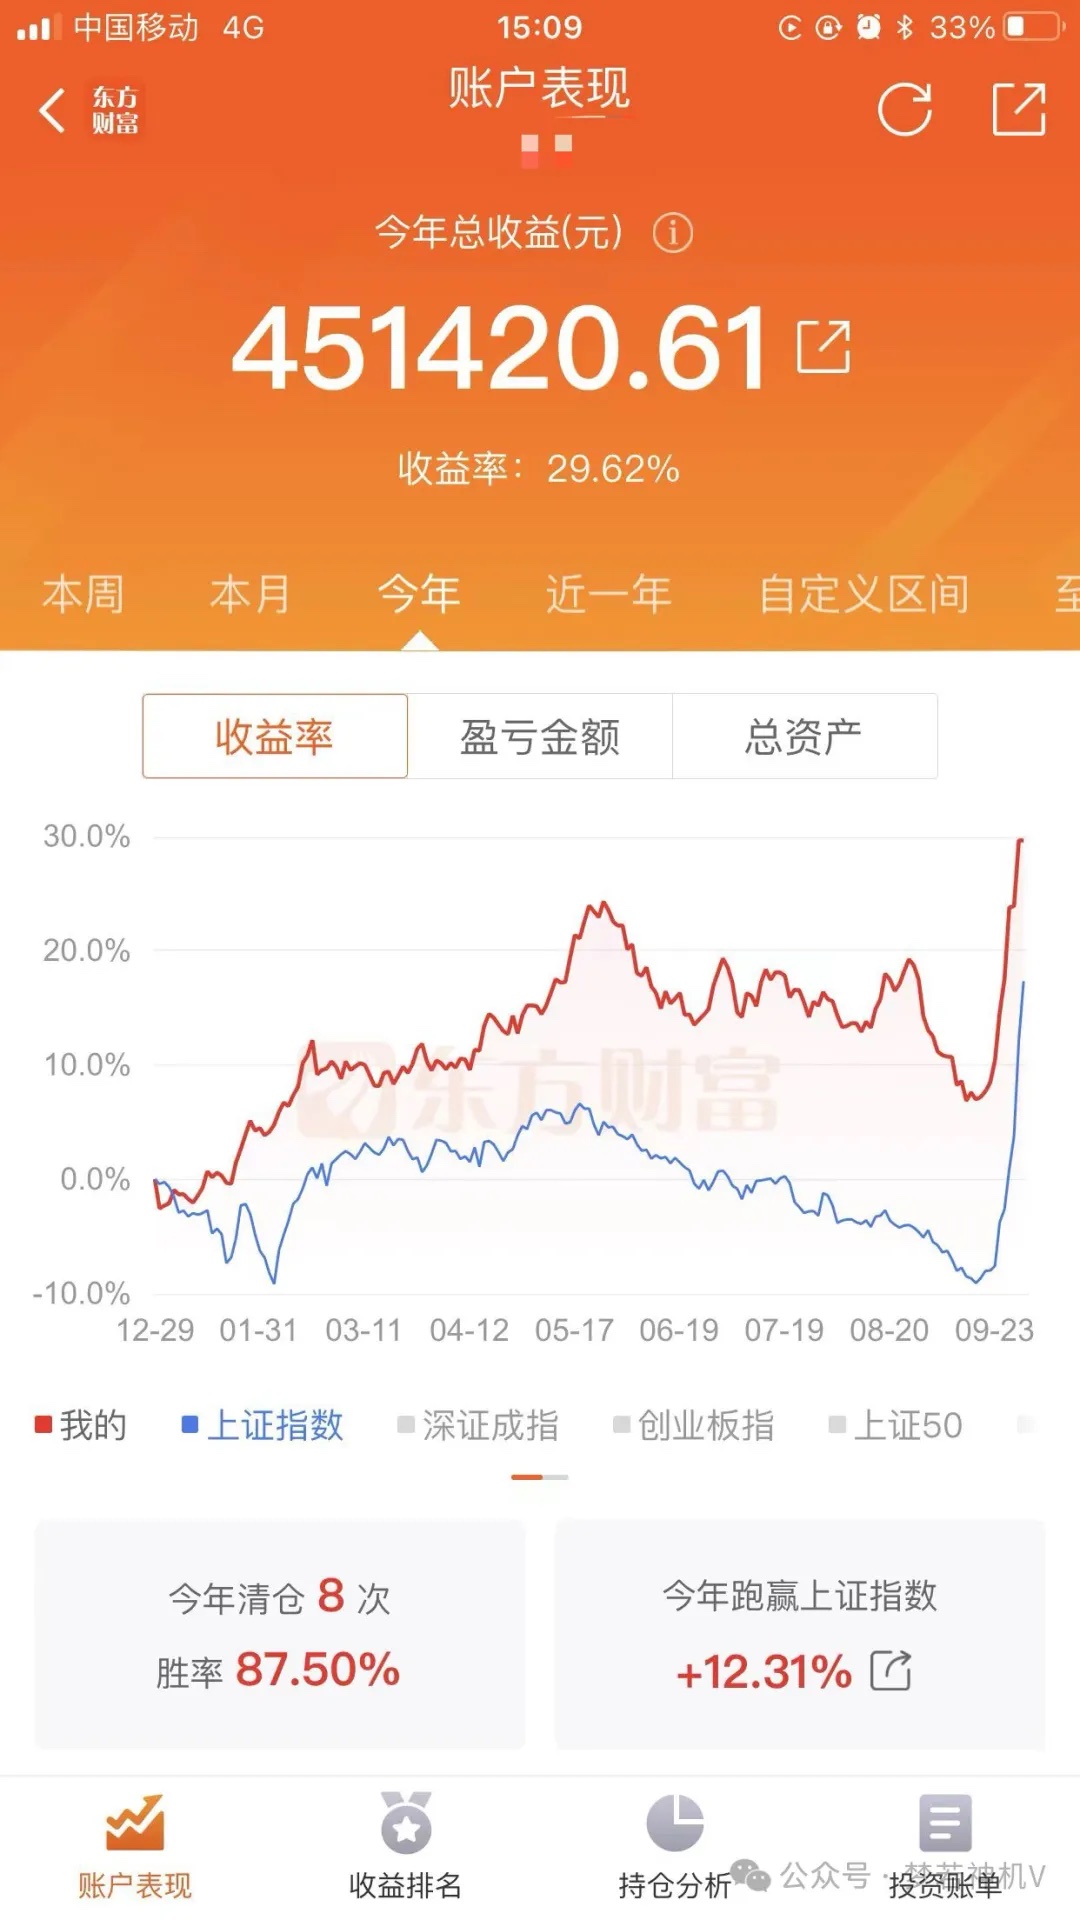 中国移动 4G 15:09 33%
东方财富
账户表现
今年总收益(元)
451420.61
收益率：29.62%
本周 本月 今年 近一年 自定义区间 至
收益率 盈亏金额 总资产
30.0%
20.0%
10.0%
0.0%
-10.0%
东方财富
12-29 01-31 03-11 04-12 05-17 06-19 07-19 08-20 09-23
我的 上证指数 深证成指 创业板指 上证50
今年清仓 8 次
胜率 87.50%
今年跑赢上证指数
+12.31%
账户表现 收益排名 持仓分析 投资账单
公众号 · 梦若神机V